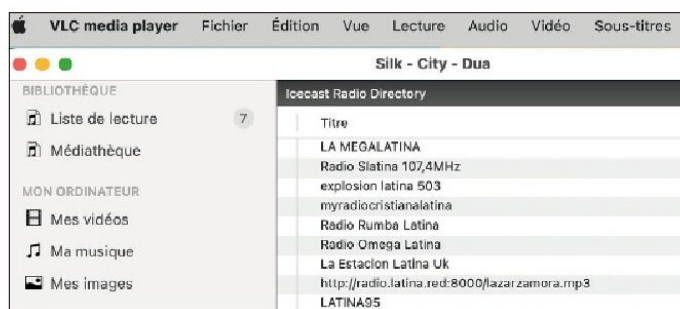 VLC media player Fichier Édition Vue Lecture Audio Vidéo Sous-titres
Silk - City - Dua
BIBLIOTHÈQUE
Liste de lecture 7
Médiathèque
MON ORDINATEUR
Mes vidéos
Ma musique
Mes images
Icecast Radio Directory
Titre
LA MEGALATINA
Radio Slatina 107,4MHz
explosion latina 503
myradiocristianalatina
Radio Rumba Latina
Radio Omega Latina
La Estacion Latina Uk
http://radio.latina.red:8000/lazarzamora.mp3
LATINA95